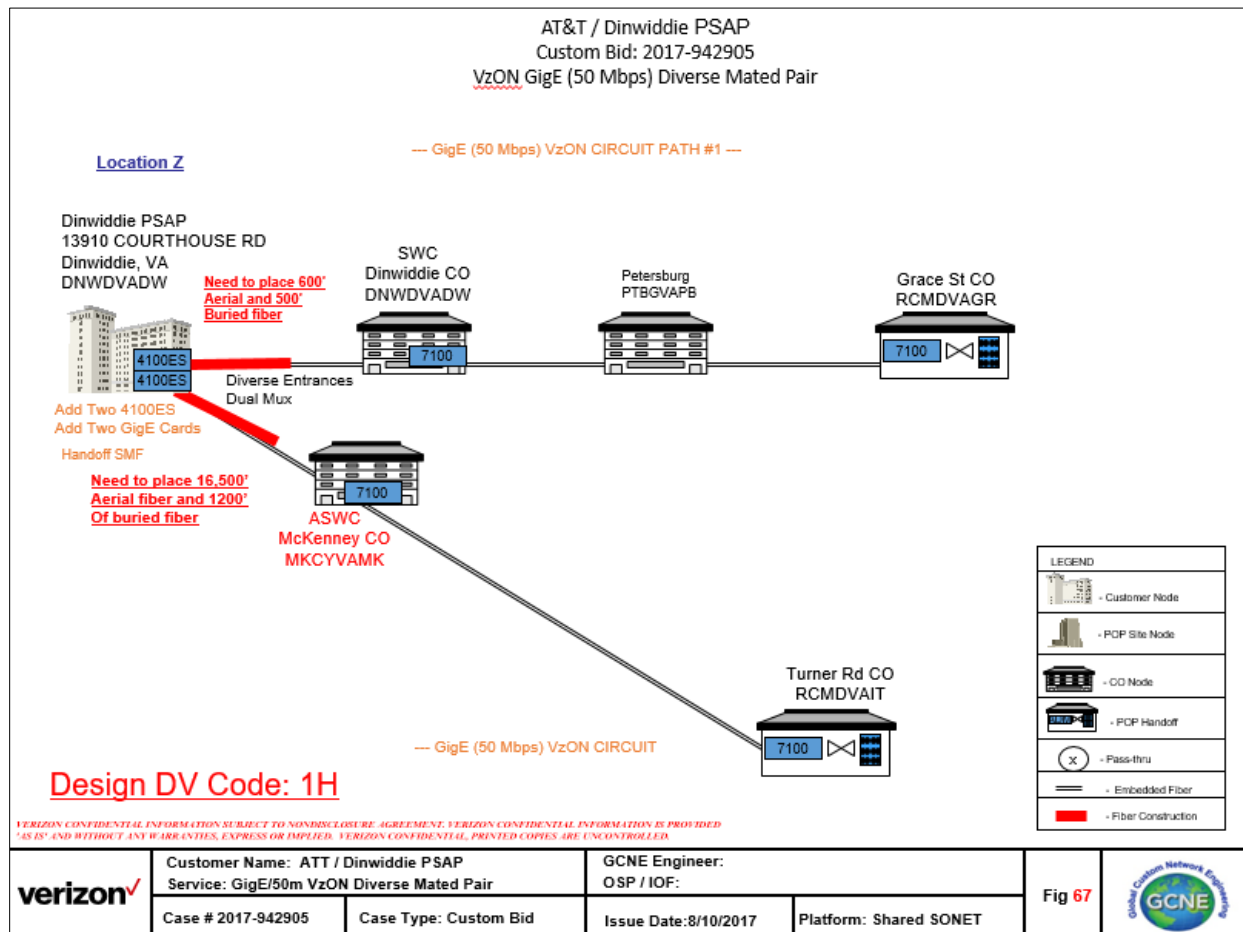 AT&T / Dinwiddie PSAP
Custom Bid: 2017-942905
VzON GigE (50 Mbps) Diverse Mated Pair
--- GigE (50 Mbps) VzON CIRCUIT PATH #1 ---
Location Z
Dinwiddie PSAP
13910 COURTHOUSE RD
Dinwiddie, VA
DNWDVADW
Need to place 600'
Aerial and 500'
Buried fiber
SWC
Dinwiddie CO
DNWDVADW
Petersburg
PTBGVAPB
Grace St CO
RCMDVAGR
4100ES
4100ES
7100
7100
Diverse Entrances
Dual Mux
Add Two 4100ES
Add Two GigE Cards
Handoff SMF
Need to place 16,500'
Aerial fiber and 1200'
Of buried fiber
7100
ASWC
McKenney CO
MKCYVAMK
Turner Rd CO
RCMDVAIT
7100
--- GigE (50 Mbps) VzON CIRCUIT
Design DV Code: 1H
LEGEND
- Customer Node
- POP Site Node
- CO Node
- POP Handoff
X
- Pass-thru
- Embedded Fiber
- Fiber Construction
VERIZON CONFIDENTIAL INFORMATION SUBJECT TO NONDISCLOSURE AGREEMENT. VERIZON CONFIDENTIAL INFORMATION IS PROVIDED
'AS IS' AND WITHOUT ANY WARRANTIES, EXPRESS OR IMPLIED. VERIZON CONFIDENTIAL, PRINTED COPIES ARE UNCONTROLLED.
verizon
Customer Name: ATT / Dinwiddie PSAP
Service: GigE/50m VzON Diverse Mated Pair
GCNE Engineer:
OSP / IOF:
Case # 2017-942905
Case Type: Custom Bid
Issue Date:8/10/2017
Platform: Shared SONET
Fig 67
Global Custom Network Engineering
GCNE